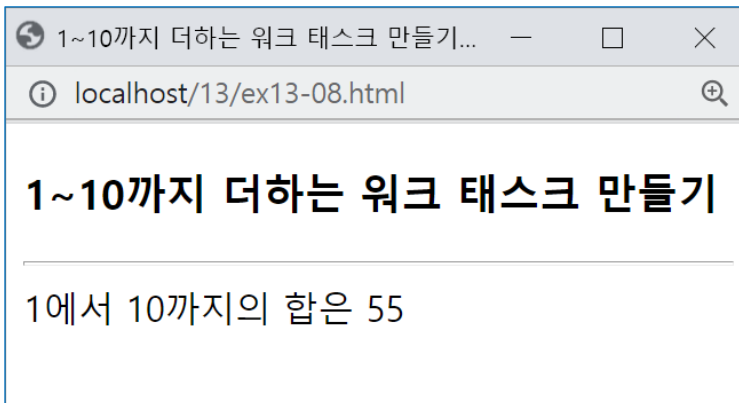 1~10까지 더하는 워크 태스크 만들기...
localhost/13/ex13-08.html
1~10까지 더하는 워크 태스크 만들기
1에서 10까지의 합은 55